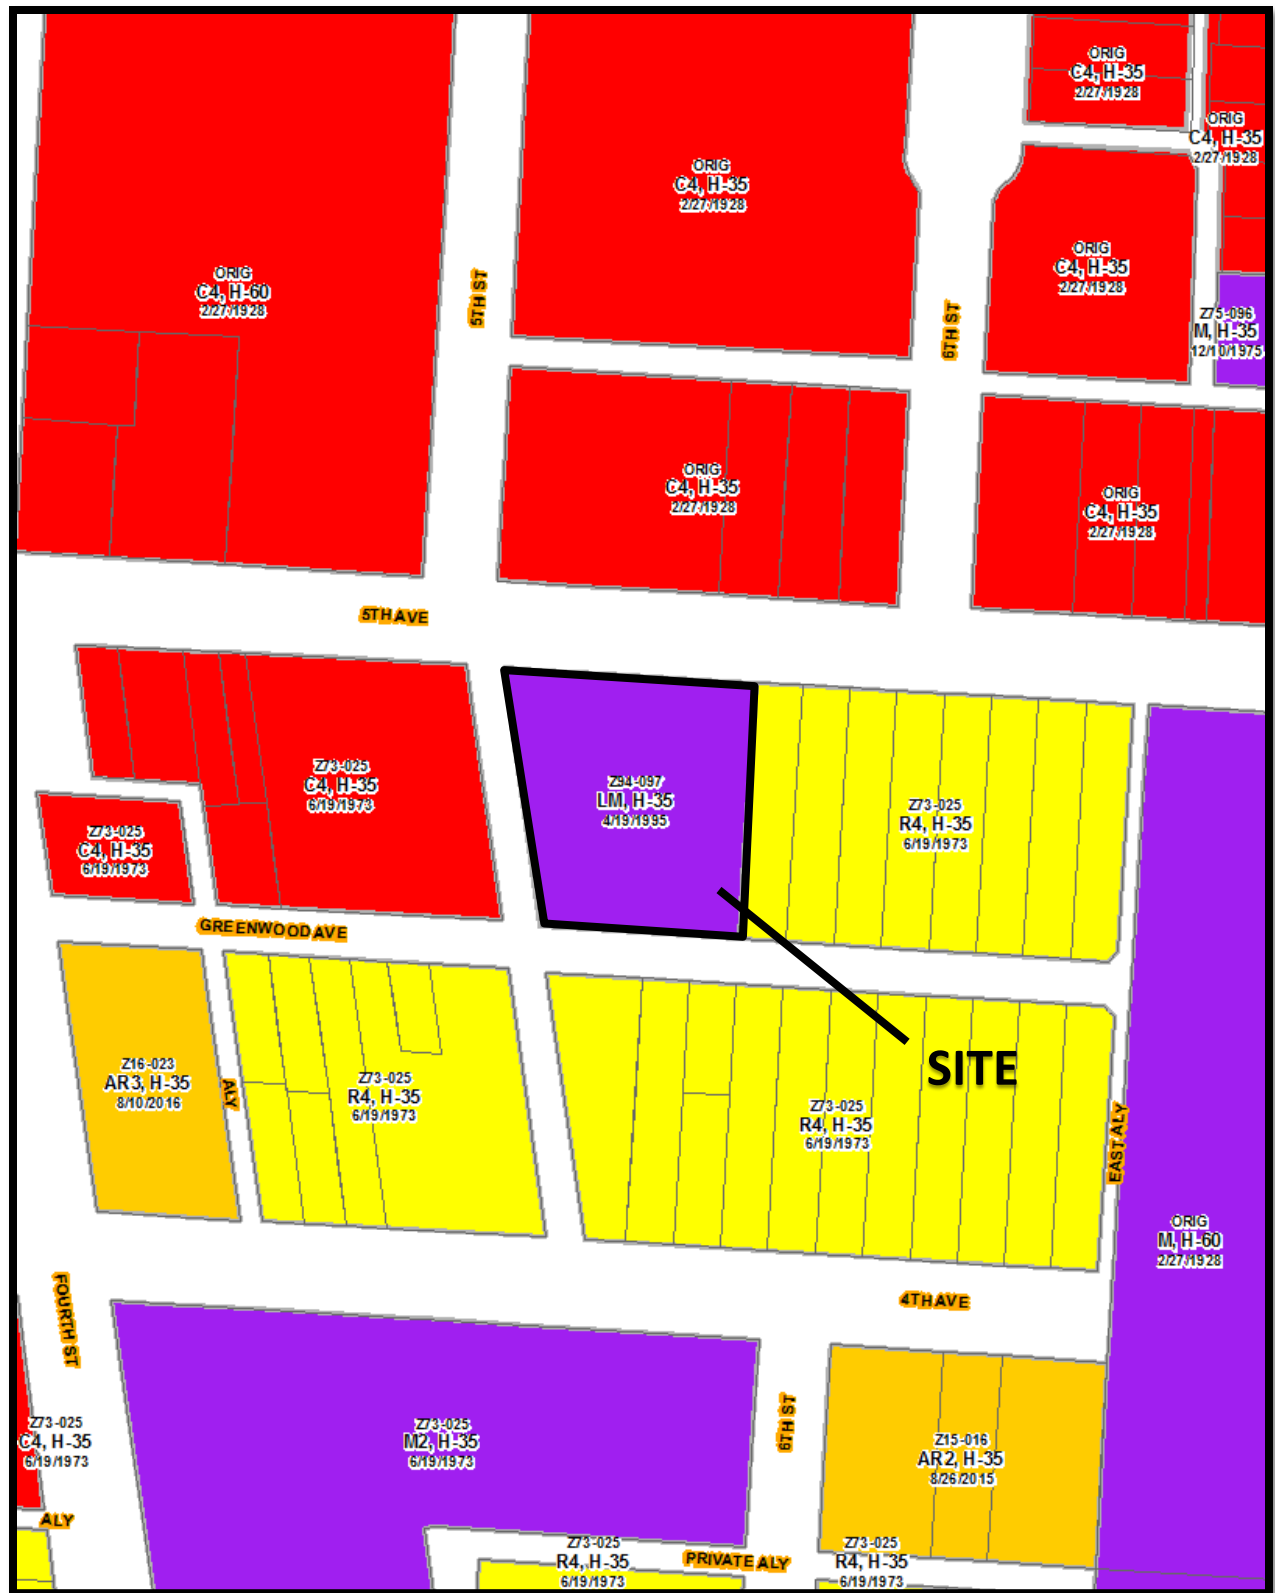 ORIG
C4, H-35
2/27/1928
ORIG
C4, H-35
2/27/1928
ORIG
C4, H-35
2/27/1928
ORIG
C4, H-60
2/27/1928
5TH ST
ORIG
C4, H-35
2/27/1928
6TH ST
Z75-096
M, H-35
12/10/1975
ORIG
C4, H-35
2/27/1928
ORIG
C4, H-35
2/27/1928
5TH AVE
Z73-025
C4, H-35
6/19/1973
Z94-097
LM, H-35
4/19/1995
Z73-025
R4, H-35
6/19/1973
Z73-025
C4, H-35
6/19/1973
GREENWOOD AVE
SITE
Z16-023
AR3, H-35
8/10/2016
ALY
Z73-025
R4, H-35
6/19/1973
Z73-025
R4, H-35
6/19/1973
EAST ALY
ORIG
M, H-60
2/27/1928
FOURTH ST
4TH AVE
Z73-025
C4, H-35
6/19/1973
Z73-025
M2, H-35
6/19/1973
6TH ST
Z15-016
AR2, H-35
8/26/2015
ALY
Z73-025
R4, H-35
6/19/1973
PRIVATE ALY
Z73-025
R4, H-35
6/19/1973